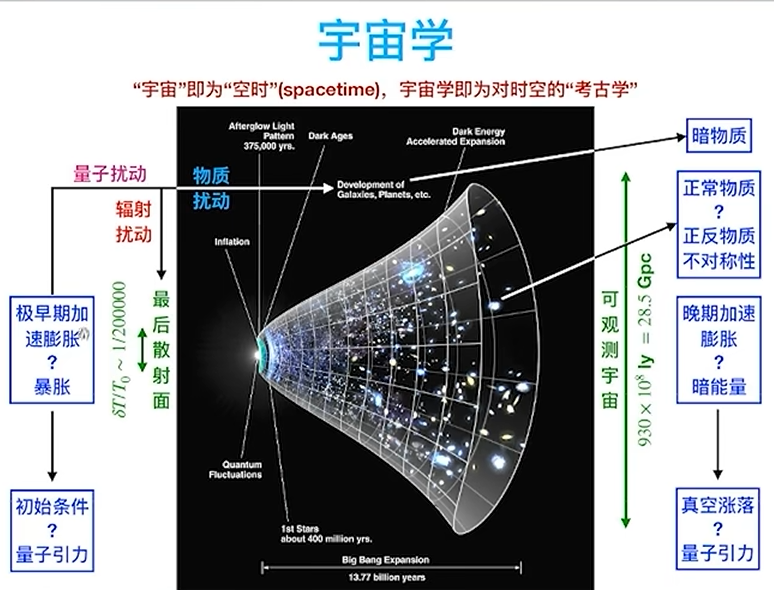 宇宙学
“宇宙”即为“空时”(spacetime)，宇宙学即为对时空的“考古学”
Afterglow Light
Pattern
375,000 yrs.
Dark Ages
Dark Energy
Accelerated Expansion
暗物质
量子扰动
物质
扰动
Development of
Galaxies, Planets, etc.
正常物质
?
正反物质
不对称性
辐射
扰动
Inflation
极早期加
速膨胀
?
暴胀
δT/T₀ ~ 1/200000
最后散射面
可观测宇宙
930 × 10⁸ ly = 28.5 Gpc
晚期加速
膨胀
?
暗能量
Quantum
Fluctuations
初始条件
?
量子引力
1st Stars
about 400 million yrs.
真空涨落
?
量子引力
Big Bang Expansion
13.77 billion years